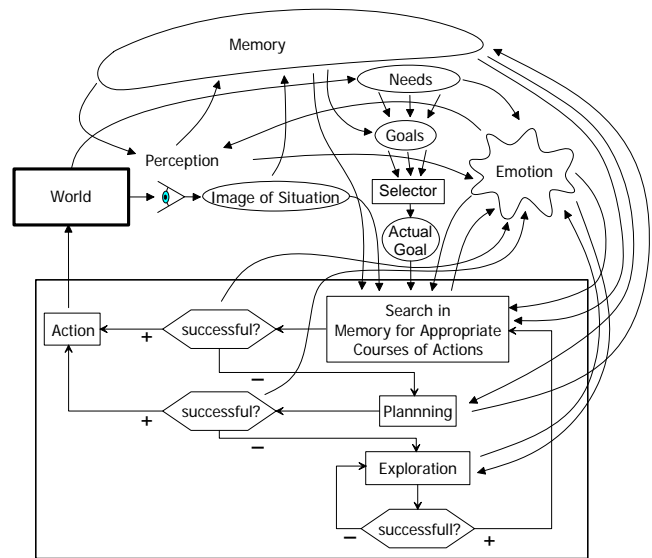 Memory
Needs
Goals
Perception
Emotion
World
Image of Situation
Selector
Actual
Goal
Search in
Memory for Appropriate
Courses of Actions
Action
+
successful?
–
Plannning
+
successful?
–
Exploration
successfull?
–
+